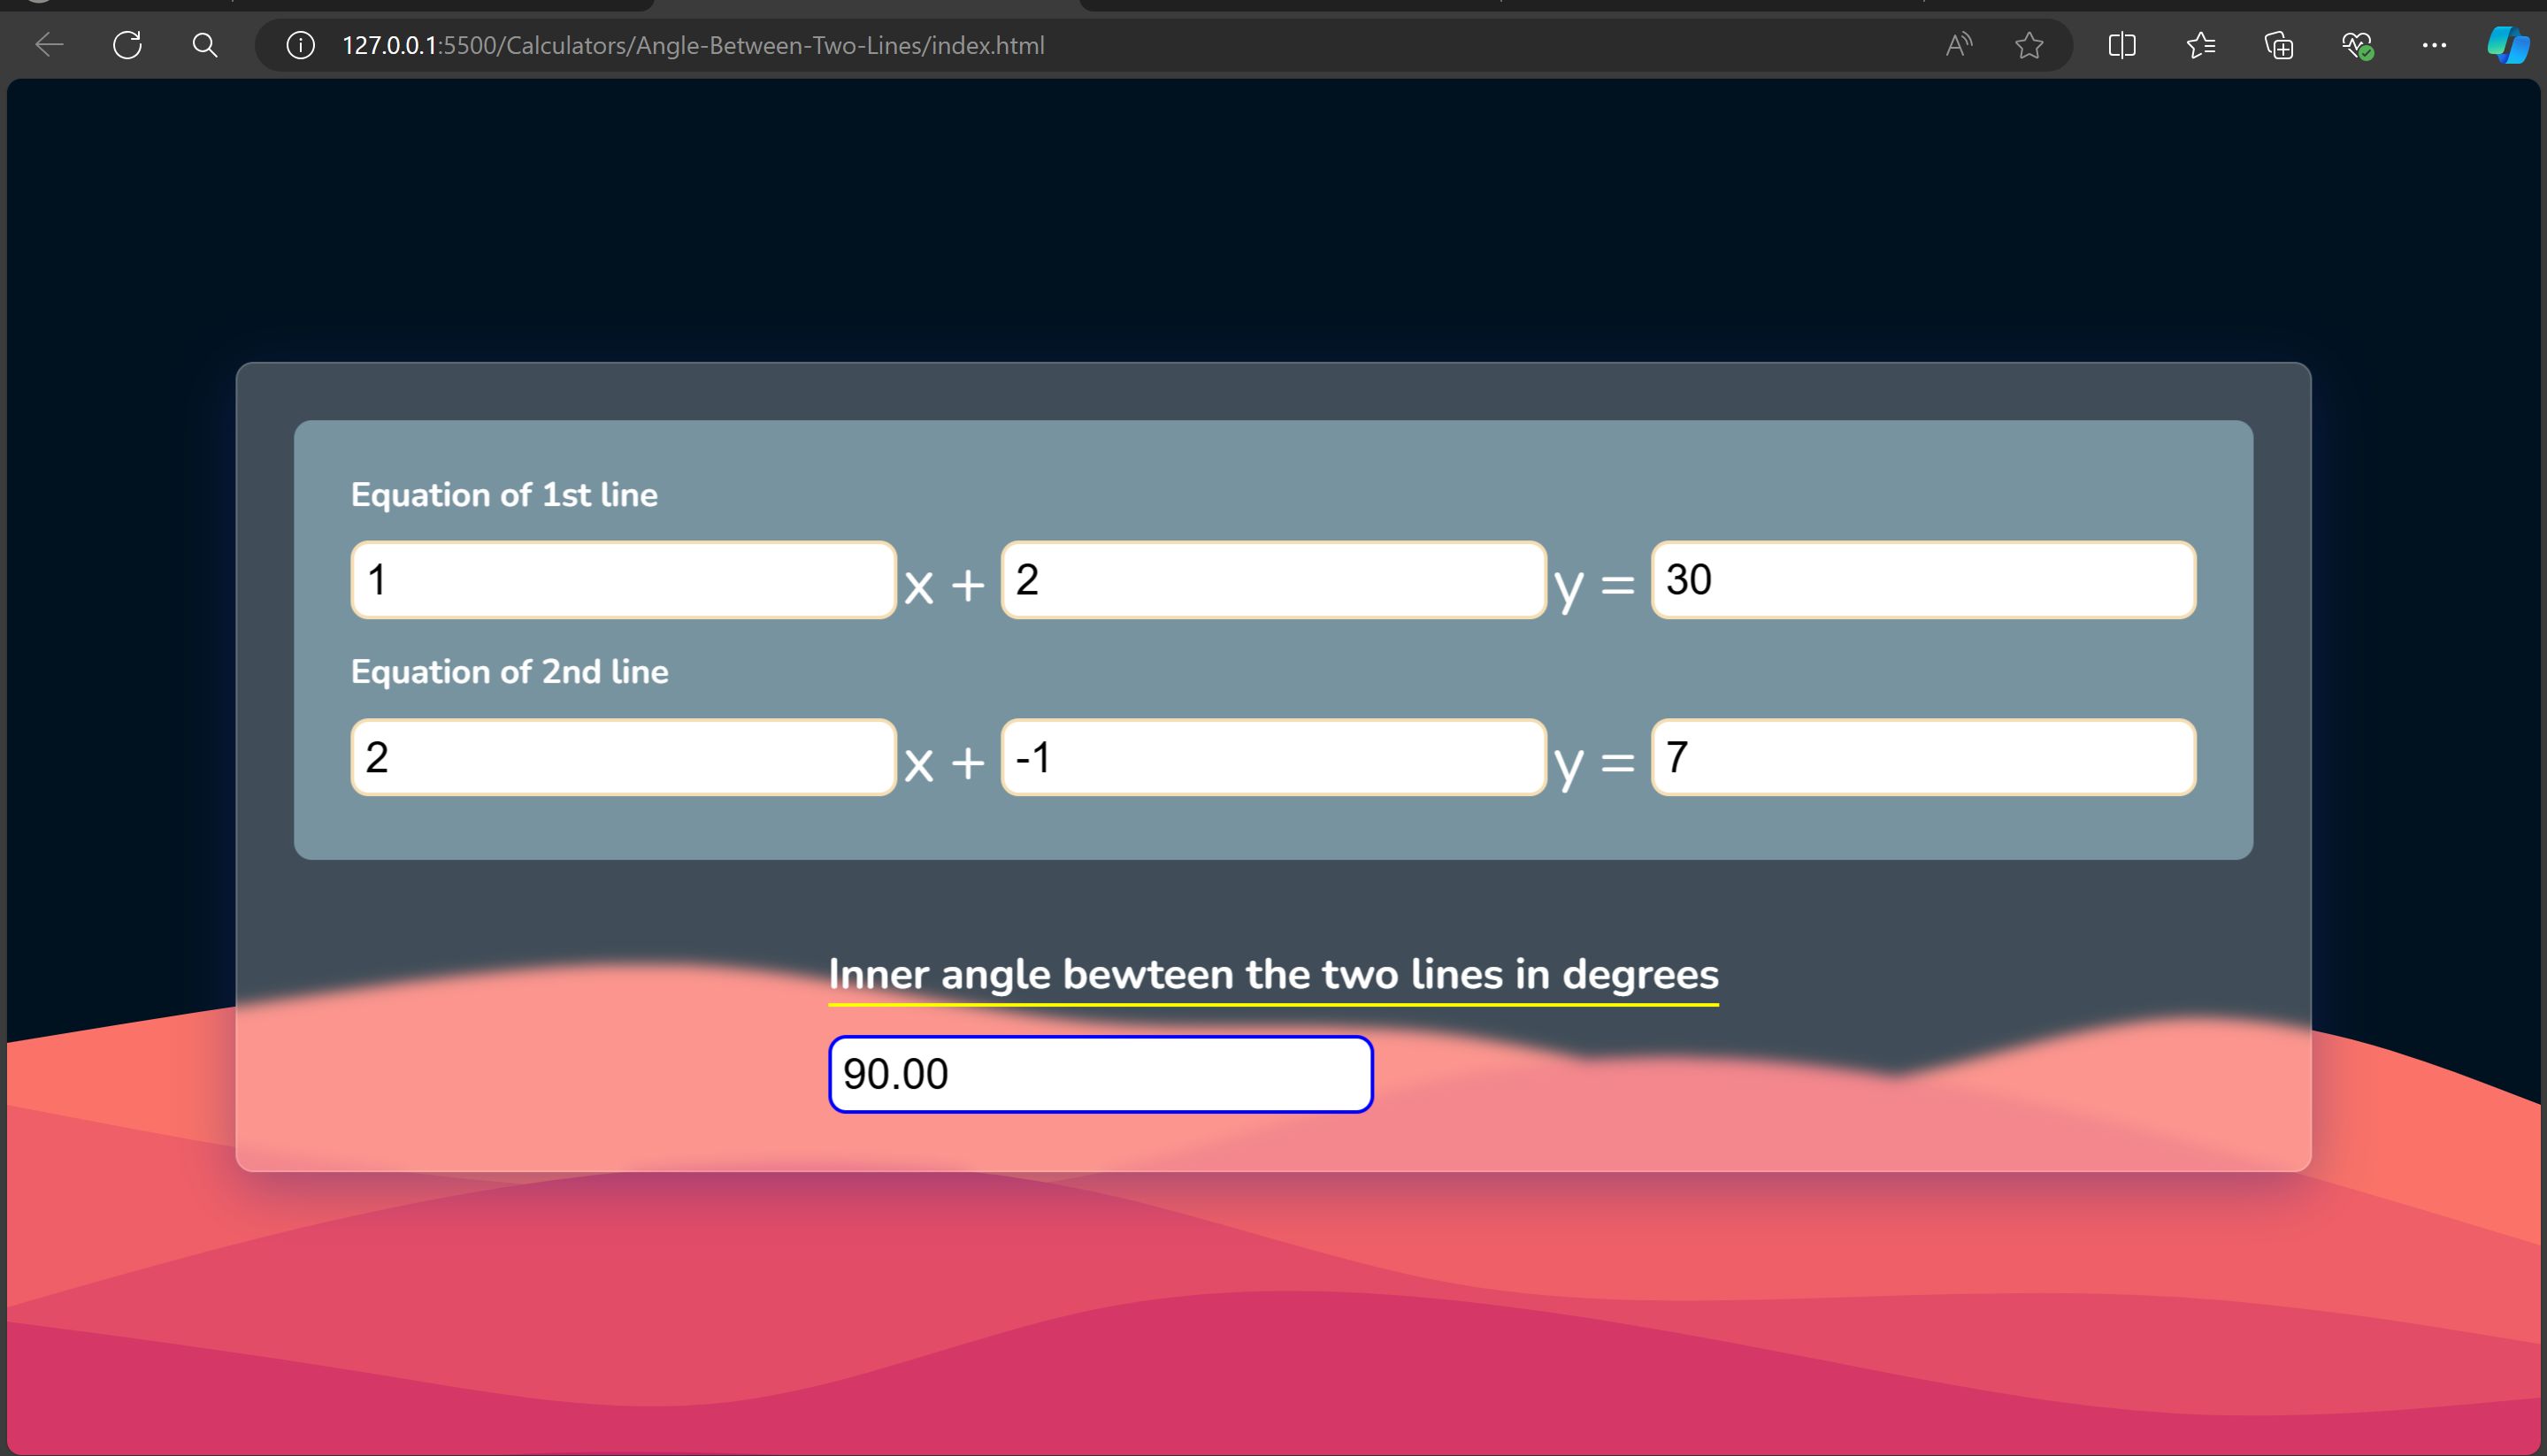 127.0.0.1:5500/Calculators/Angle-Between-Two-Lines/index.html
Equation of 1st line
1 x + 2 y = 30
Equation of 2nd line
2 x + -1 y = 7
Inner angle bewteen the two lines in degrees
90.00